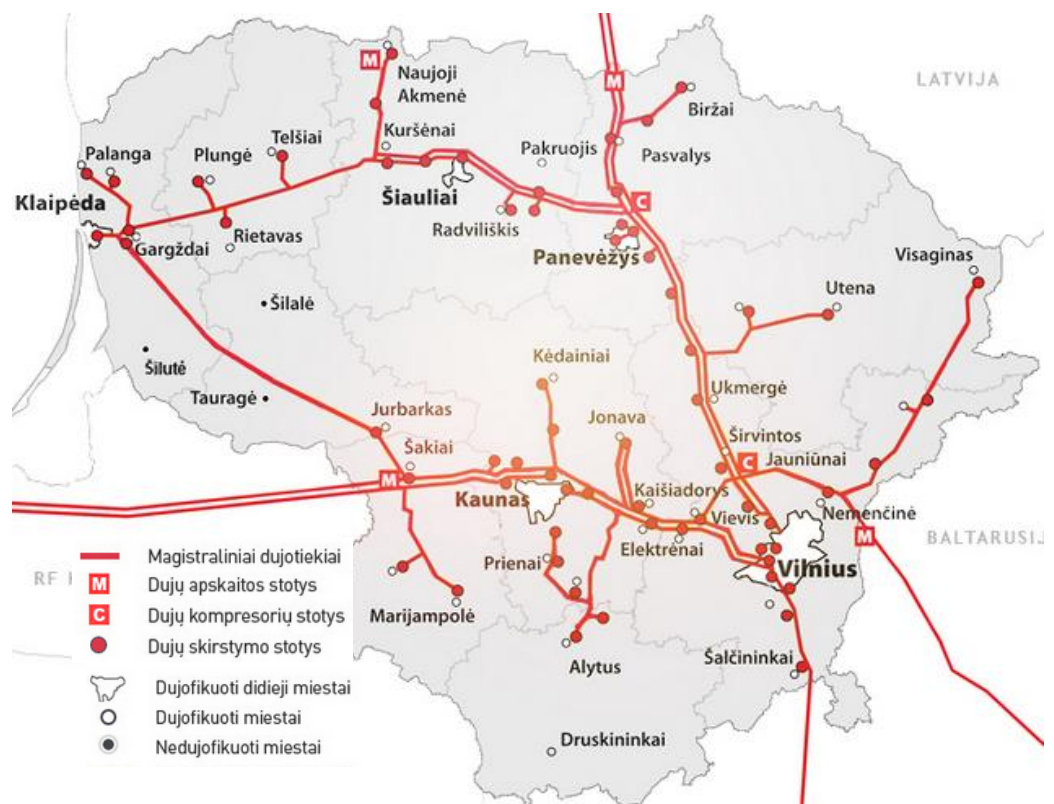 LATVIJA
M
Naujoji
Akmenė
M
Biržai
Kuršėnai
Telšiai
Palanga
Plungė
Pakruojis
Pasvalys
Šiauliai
Klaipėda
C
Radviliškis
Gargždai
Rietavas
Panevėžys
Visaginas
Utena
Šilalė
Šilutė
Kėdainiai
Ukmergė
Tauragė
Jurbarkas
Jonava
Širvintos
Šakiai
C
Jauniūnai
M
Kaunas
Kaišiadorys
Vievis
Nemenčinė
M
BALTARUSIJ
Elektrėnai
Prienai
Vilnius
Magistraliniai dujotiekiai
RF
M
Dujų apskaitos stotys
C
Dujų kompresorių stotys
Marijampolė
Dujų skirstymo stotys
Alytus
Šalčininkai
Dujofikuoti didieji miestai
Dujofikuoti miestai
Nedujofikuoti miestai
Druskininkai